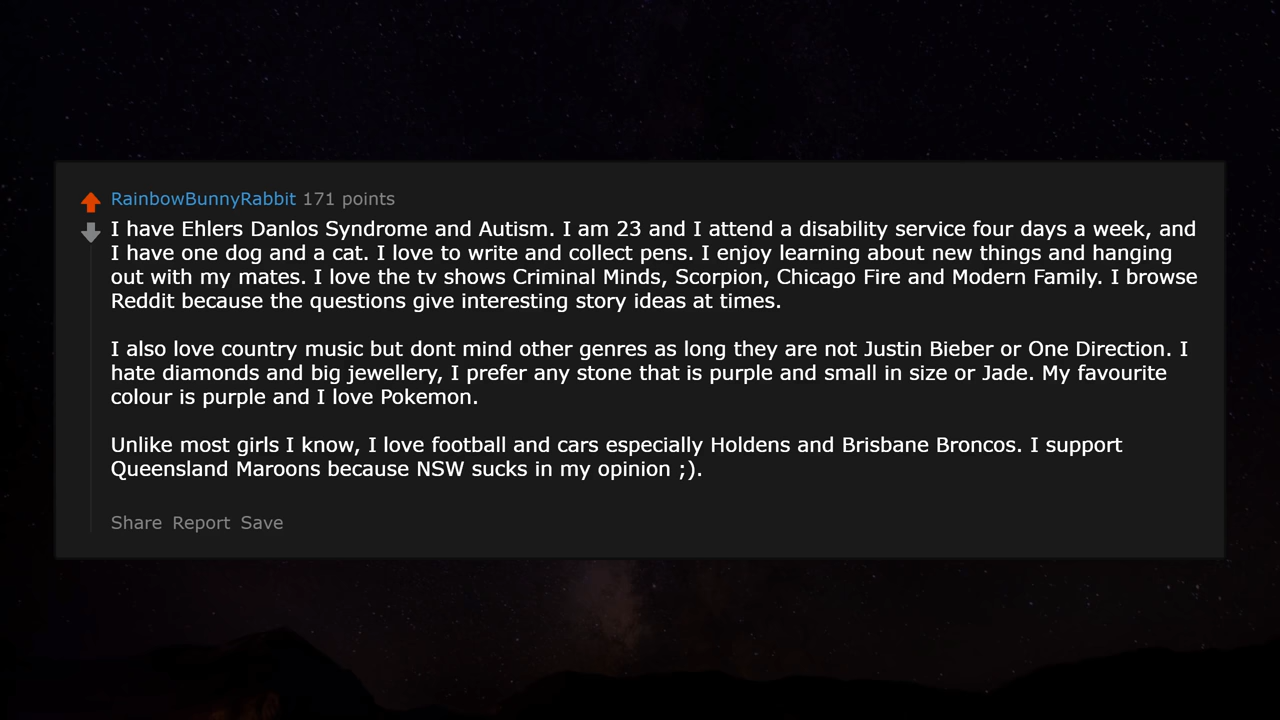 RainbowBunnyRabbit 171 points
I have Ehlers Danlos Syndrome and Autism. I am 23 and I attend a disability service four days a week, and
I have one dog and a cat. I love to write and collect pens. I enjoy learning about new things and hanging
out with my mates. I love the tv shows Criminal Minds, Scorpion, Chicago Fire and Modern Family. I browse
Reddit because the questions give interesting story ideas at times.
I also love country music but dont mind other genres as long they are not Justin Bieber or One Direction. I
hate diamonds and big jewellery, I prefer any stone that is purple and small in size or Jade. My favourite
colour is purple and I love Pokemon.
Unlike most girls I know, I love football and cars especially Holdens and Brisbane Broncos. I support
Queensland Maroons because NSW sucks in my opinion ;).
Share Report Save